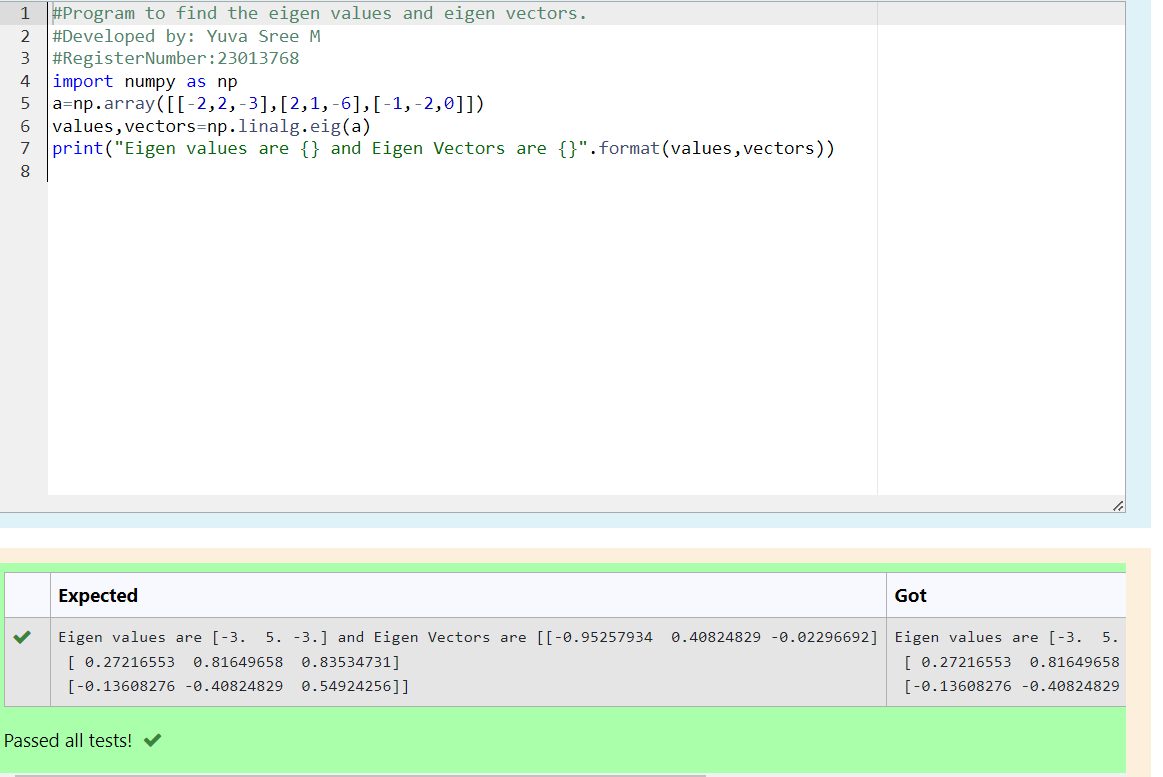 1 #Program to find the eigen values and eigen vectors.
2 #Developed by: Yuva Sree M
3 #RegisterNumber:23013768
4 import numpy as np
5 a=np.array([[-2,2,-3],[2,1,-6],[-1,-2,0]])
6 values,vectors=np.linalg.eig(a)
7 print("Eigen values are {} and Eigen Vectors are {}".format(values,vectors))
8
Expected Got
Eigen values are [-3.  5. -3.] and Eigen Vectors are [[-0.95257934  0.40824829 -0.02296692] Eigen values are [-3.  5.
[ 0.27216553  0.81649658  0.83534731] [ 0.27216553  0.81649658
[-0.13608276 -0.40824829  0.54924256]] [-0.13608276 -0.40824829
Passed all tests!